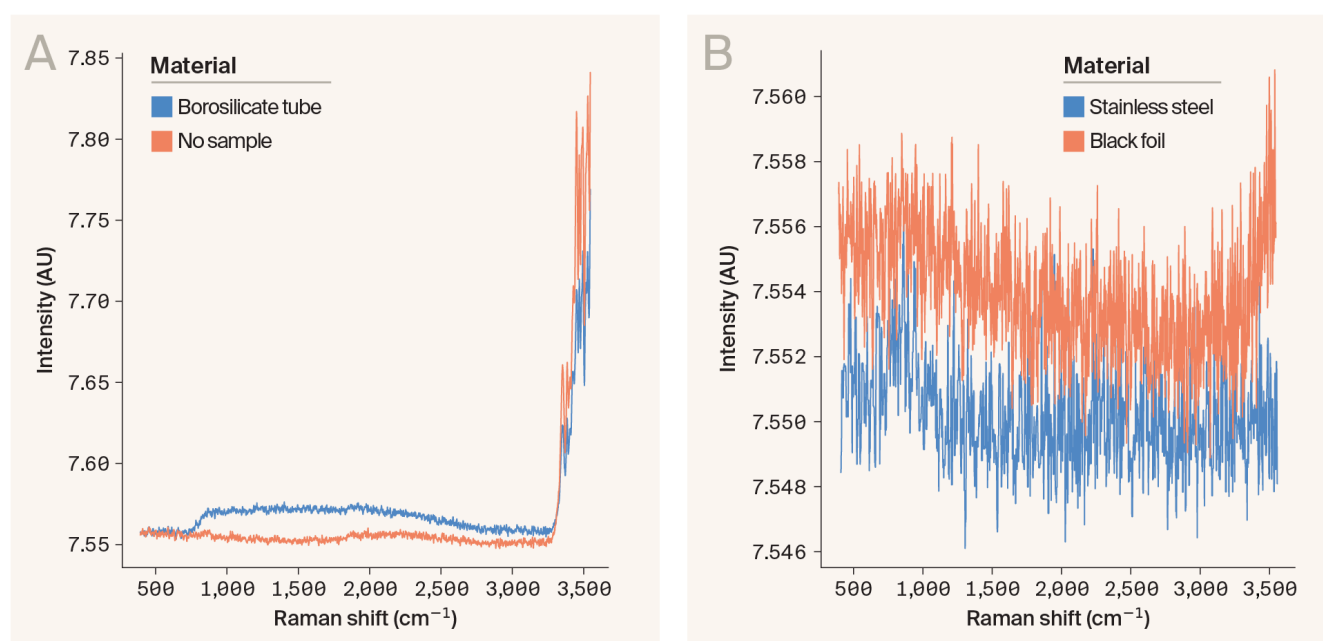 A
Material
Borosilicate tube
No sample
7.85
7.80
7.75
7.70
7.65
7.60
7.55
Intensity (AU)
500 1,000 1,500 2,000 2,500 3,000 3,500
Raman shift (cm⁻¹)
B
Material
Stainless steel
Black foil
7.560
7.558
7.556
7.554
7.552
7.550
7.548
7.546
Intensity (AU)
500 1,000 1,500 2,000 2,500 3,000 3,500
Raman shift (cm⁻¹)